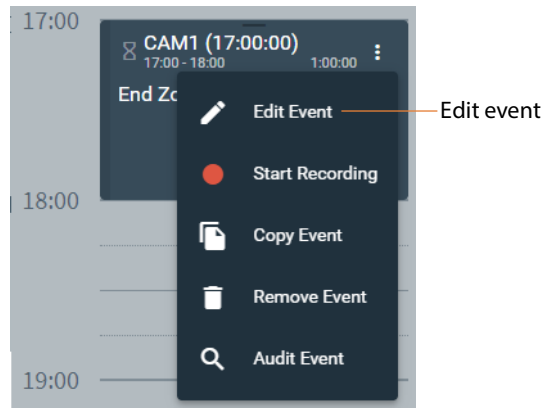 17:00
CAM1 (17:00:00)
17:00 - 18:00 1:00:00
End Zo
Edit Event
Edit event
Start Recording
18:00
Copy Event
Remove Event
Audit Event
19:00